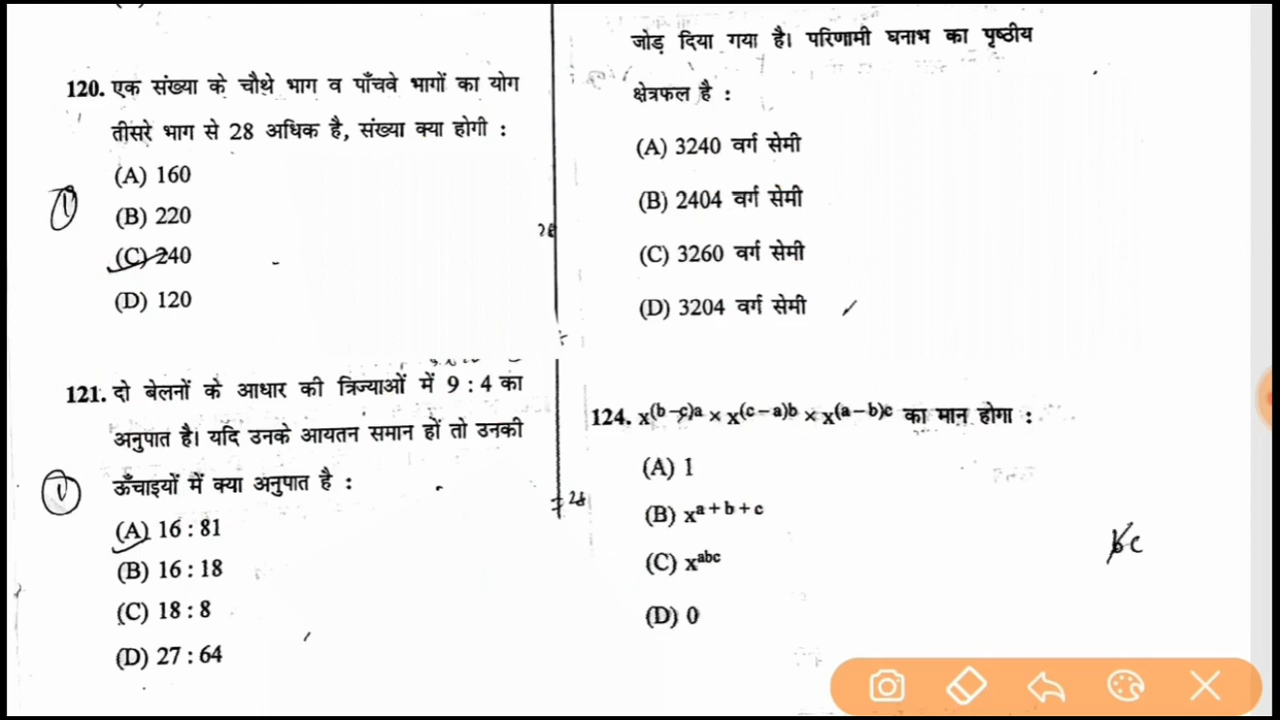 120. एक संख्या के चौथे भाग व पाँचवे भागों का योग
तीसरे भाग से 28 अधिक है, संख्या क्या होगी :
(A) 160
(B) 220
(C) 240
(D) 120
121. दो बेलनों के आधार की त्रिज्याओं में 9 : 4 का
अनुपात है। यदि उनके आयतन समान हों तो उनकी
ऊँचाइयों में क्या अनुपात है :
(A) 16 : 81
(B) 16 : 18
(C) 18 : 8
(D) 27 : 64
जोड़ दिया गया है। परिणामी घनाभ का पृष्ठीय
क्षेत्रफल है :
(A) 3240 वर्ग सेमी
(B) 2404 वर्ग सेमी
(C) 3260 वर्ग सेमी
(D) 3204 वर्ग सेमी
124. x^(b-c)a × x^(c-a)b × x^(a-b)c का मान होगा :
(A) 1
(B) x^a+b+c
(C) x^abc
(D) 0